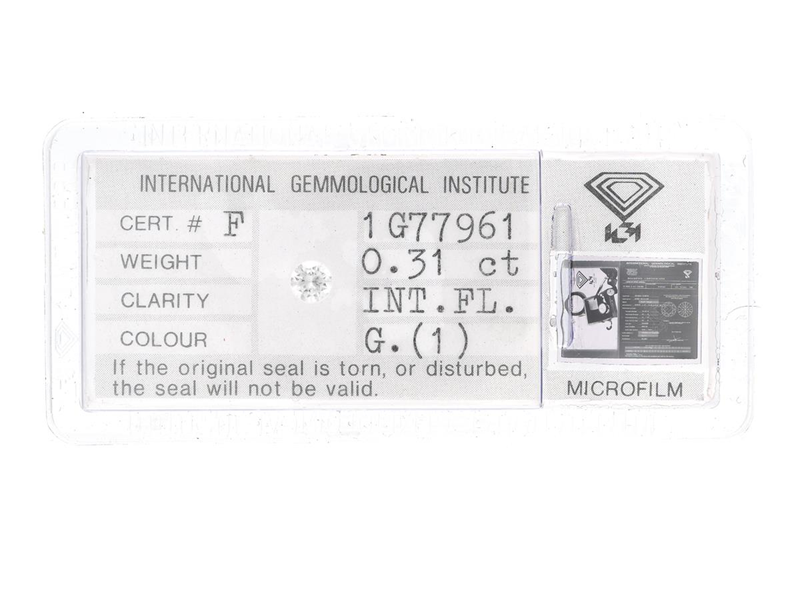 INTERNATIONAL GEMMOLOGICAL INSTITUTE
CERT. # F 1G77961
WEIGHT 0.31 ct
CLARITY INT.FL.
COLOUR G.(1)
If the original seal is torn, or disturbed,
the seal will not be valid.
MICROFILM